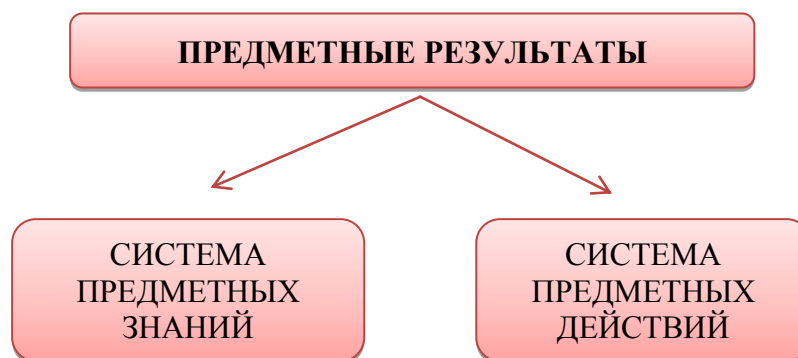 ПРЕДМЕТНЫЕ РЕЗУЛЬТАТЫ
СИСТЕМА
ПРЕДМЕТНЫХ
ЗНАНИЙ
СИСТЕМА
ПРЕДМЕТНЫХ
ДЕЙСТВИЙ